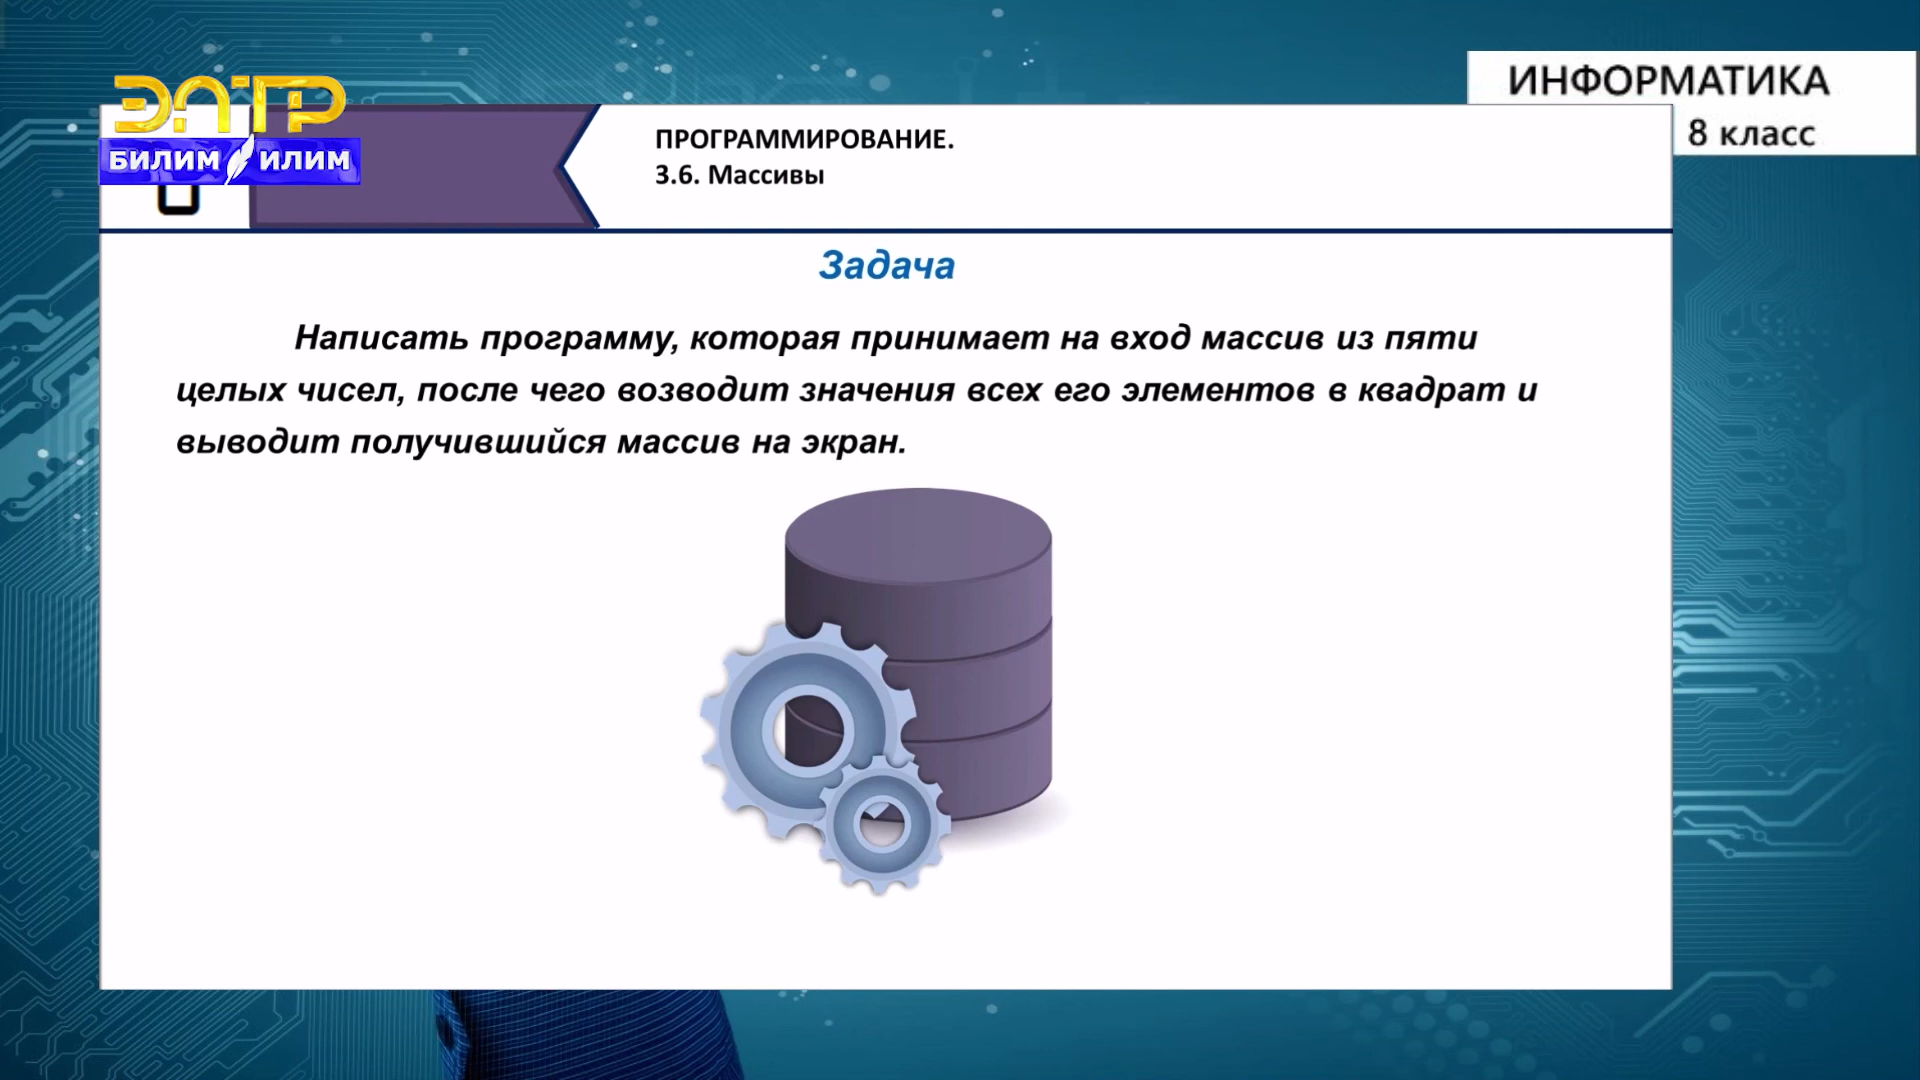 ЭЛТР
БИЛИМ ИЛИМ
ИНФОРМАТИКА
8 класс
ПРОГРАММИРОВАНИЕ.
3.6. Массивы
Задача
Написать программу, которая принимает на вход массив из пяти
целых чисел, после чего возводит значения всех его элементов в квадрат и
выводит получившийся массив на экран.